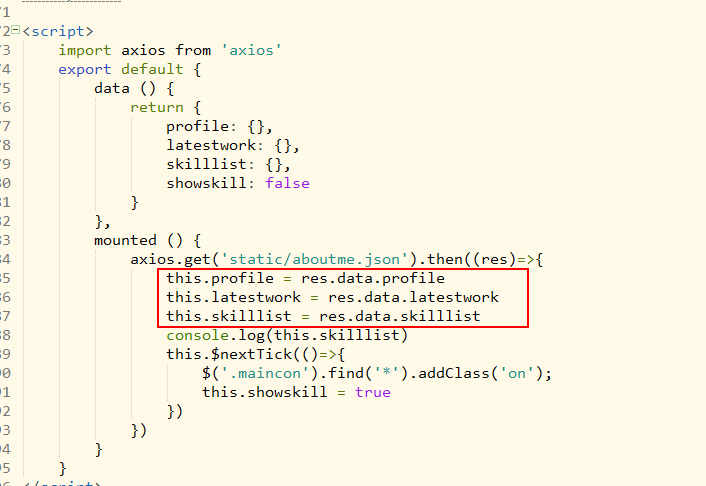 71
72 <script>
73 import axios from 'axios'
74 export default {
75 data () {
76 return {
77 profile: {},
78 latestwork: {},
79 skilllist: {},
80 showskill: false
81 }
82 },
83 mounted () {
84 axios.get('static/aboutme.json').then((res)=>{
85 this.profile = res.data.profile
86 this.latestwork = res.data.latestwork
87 this.skilllist = res.data.skilllist
88 console.log(this.skilllist)
89 this.$nextTick(()=>{
90 $('.maincon').find('*').addClass('on');
91 this.showskill = true
92 })
93 })
94 }
95 }
96 </script>